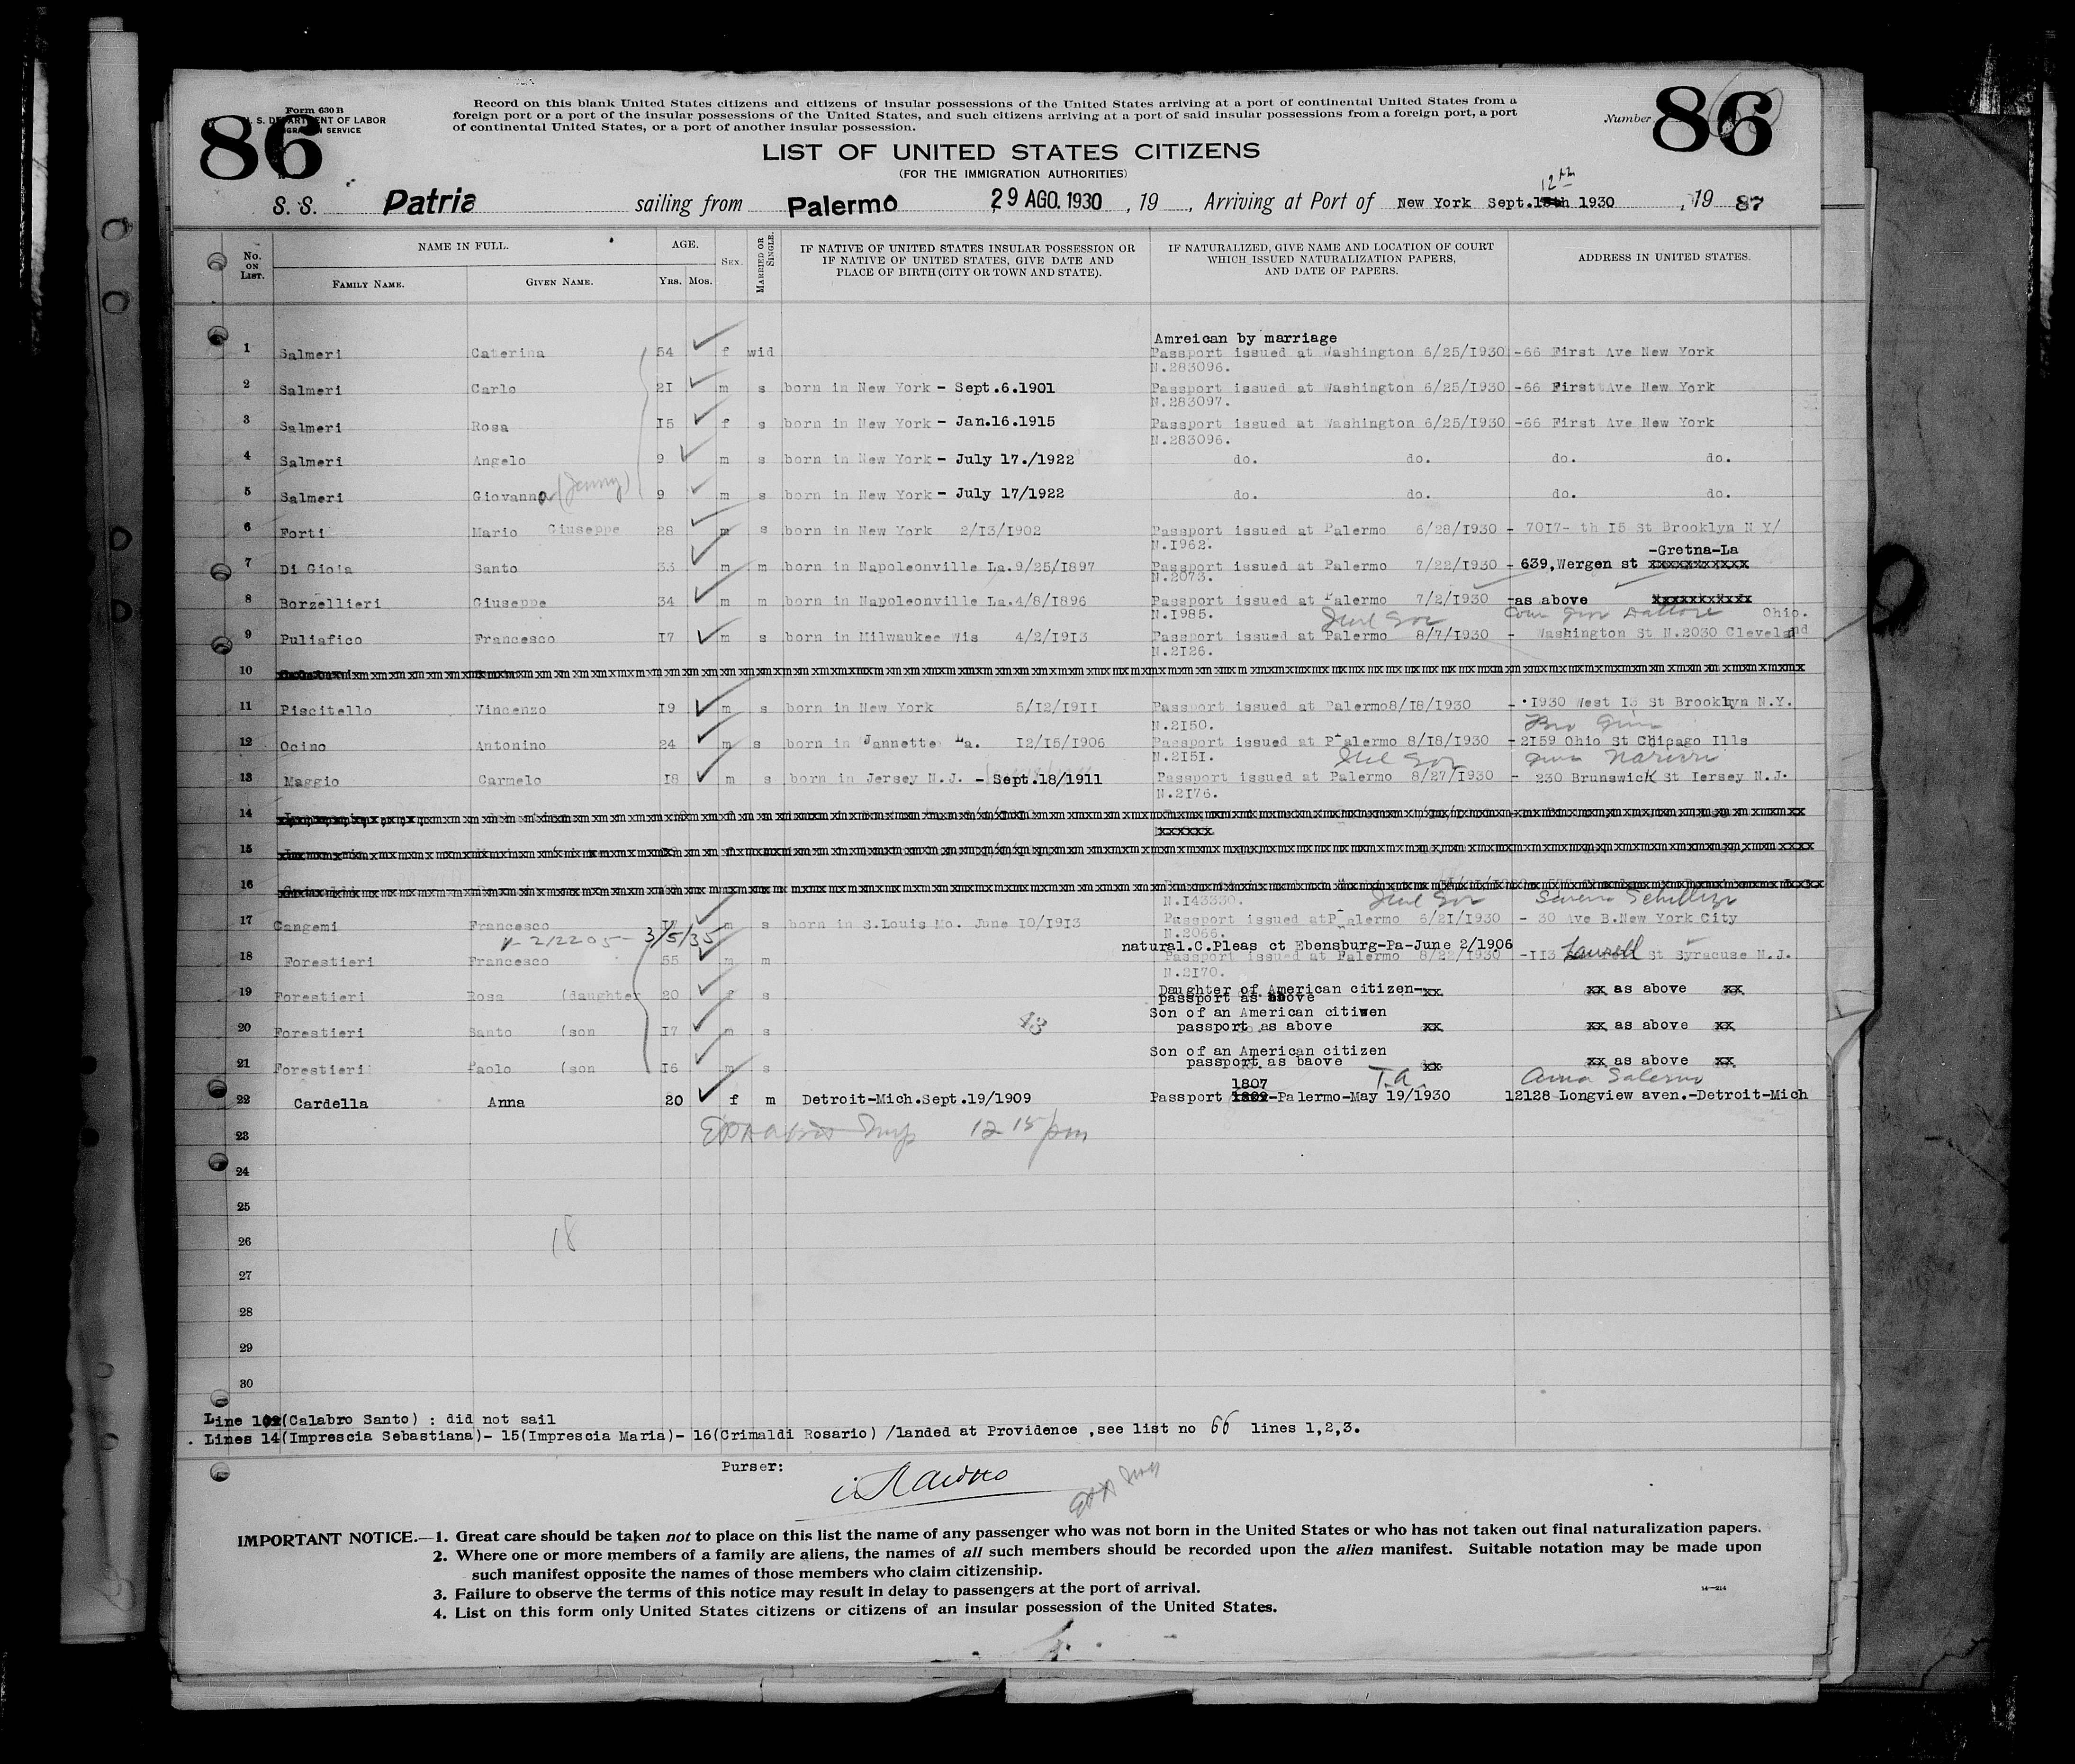 86
Form 630 B
U. S. DEPARTMENT OF LABOR
IMMIGRATION SERVICE
Record on this blank United States citizens and citizens of insular possessions of the United States arriving at a port of continental United States from a
foreign port or a port of the insular possessions of the United States, and such citizens arriving at a port of said insular possessions from a foreign port, a port
of continental United States, or a port of another insular possession.
Number 86
LIST OF UNITED STATES CITIZENS
(FOR THE IMMIGRATION AUTHORITIES)
12th
S. S. Patria sailing from Palermo 29 AGO. 1930, 19 , Arriving at Port of New York Sept. 1930 , 19 87
No. ON LIST. NAME IN FULL. AGE. SEX. MARRIED OR SINGLE. IF NATIVE OF UNITED STATES INSULAR POSSESSION OR IF NATIVE OF UNITED STATES, GIVE DATE AND PLACE OF BIRTH (CITY OR TOWN AND STATE). IF NATURALIZED, GIVE NAME AND LOCATION OF COURT WHICH ISSUED NATURALIZATION PAPERS, AND DATE OF PAPERS. ADDRESS IN UNITED STATES.
FAMILY NAME. GIVEN NAME. YRS. MOS.
Amreican by marriage
1 Salmeri Caterina 54 f wid Passport issued at Washington 6/25/1930 -66 First Ave New York
N.283096.
2 Salmeri Carlo 21 m s born in New York - Sept.6.1901 Passport issued at Washington 6/25/1930 -66 First Ave New York
N.283097.
3 Salmeri Rosa 15 f s born in New York - Jan.16.1915 Passport issued at Washington 6/25/1930 -66 First Ave New York
N.283096.
4 Salmeri Angelo 9 m s born in New York - July 17./1922 do. do. do. do.
5 Salmeri Giovanna (Jenny) 9 m s born in New York - July 17/1922 do. do. do. do.
6 Forti Mario Giuseppe 28 m s born in New York 2/13/1902 Passport issued at Palermo 6/28/1930 - 7017- th 15 St Brooklyn N Y/
N.1962. -Gretna-La
7 Di Gioia Santo 33 m m born in Napoleonville La.9/25/1897 Passport issued at Palermo 7/22/1930 - 639,Wergen st xxxxxxxxxxx
N.2073.
8 Borzellieri Giuseppe 34 m m born in Napoleonville La.4/8/1896 Passport issued at Palermo 7/2/1930 -as above xxxxxxxxxxx
N.1985. Ohio.
9 Puliafico Francesco 17 m s born in Milwaukee Wis 4/2/1913 Passport issued at Palermo 8/7/1930 - Washington St N.2030 Cleveland
N.2126.
10
11 Piscitello Vincenzo 19 m s born in New York 5/12/1911 Passport issued at Palermo8/18/1930 - 1930 West 13 St Brooklyn N.Y.
N.2150.
12 Ocino Antonino 24 m s born in Jannette La. 12/15/1906 Passport issued at Palermo 8/18/1930 -2159 Ohio St Chipago Ills
N.2151.
13 Maggio Carmelo 18 m s born in Jersey N.J. - Sept.18/1911 Passport issued at Palermo 8/27/1930 - 230 Brunswick St Iersey N.J.
N.2176.
14
xxxxxx
15
16
N.143330.
17 Cangemi Francesco 17 m s born in S.Louis Mo. June 10/1913 Passport issued at Palermo 6/21/1930 - 30 Ave B.New York City
N.2066.
212205 - 3/5/35 natural.C.Pleas ct Ebensburg-Pa-June 2/1906
18 Forestieri Francesco 55 m m Passport issued at Palermo 8/22/1930 -113 St Syracuse N.J.
N.2170.
19 Forestieri Rosa (daughter 20 f s Daughter of American citizen-xx xx as above xx
passport as above
Son of an American citiwen
20 Forestieri Santo (son 17 m s passport as above xx xx as above xx
Son of an American citizen
21 Forestieri Paolo (son 16 m s passport as baove xx xx as above xx
T.a. Anna Salerno
1807
22 Cardella Anna 20 f m Detroit-Mich.Sept.19/1909 Passport -Palermo-May 19/1930 12128 Longview aven.-Detroit-Mich
23 12 15 pm
24
25
18
26
27
28
29
30
Line 10(Calabro Santo) : did not sail
Lines 14(Imprescia Sebastiana)- 15(Imprescia Maria)- 16(Grimaldi Rosario) /landed at Providence ,see list no 66 lines 1,2,3.
Purser:
IMPORTANT NOTICE.—1. Great care should be taken not to place on this list the name of any passenger who was not born in the United States or who has not taken out final naturalization papers.
2. Where one or more members of a family are aliens, the names of all such members should be recorded upon the alien manifest. Suitable notation may be made upon
such manifest opposite the names of those members who claim citizenship.
3. Failure to observe the terms of this notice may result in delay to passengers at the port of arrival.
4. List on this form only United States citizens or citizens of an insular possession of the United States.
14—214